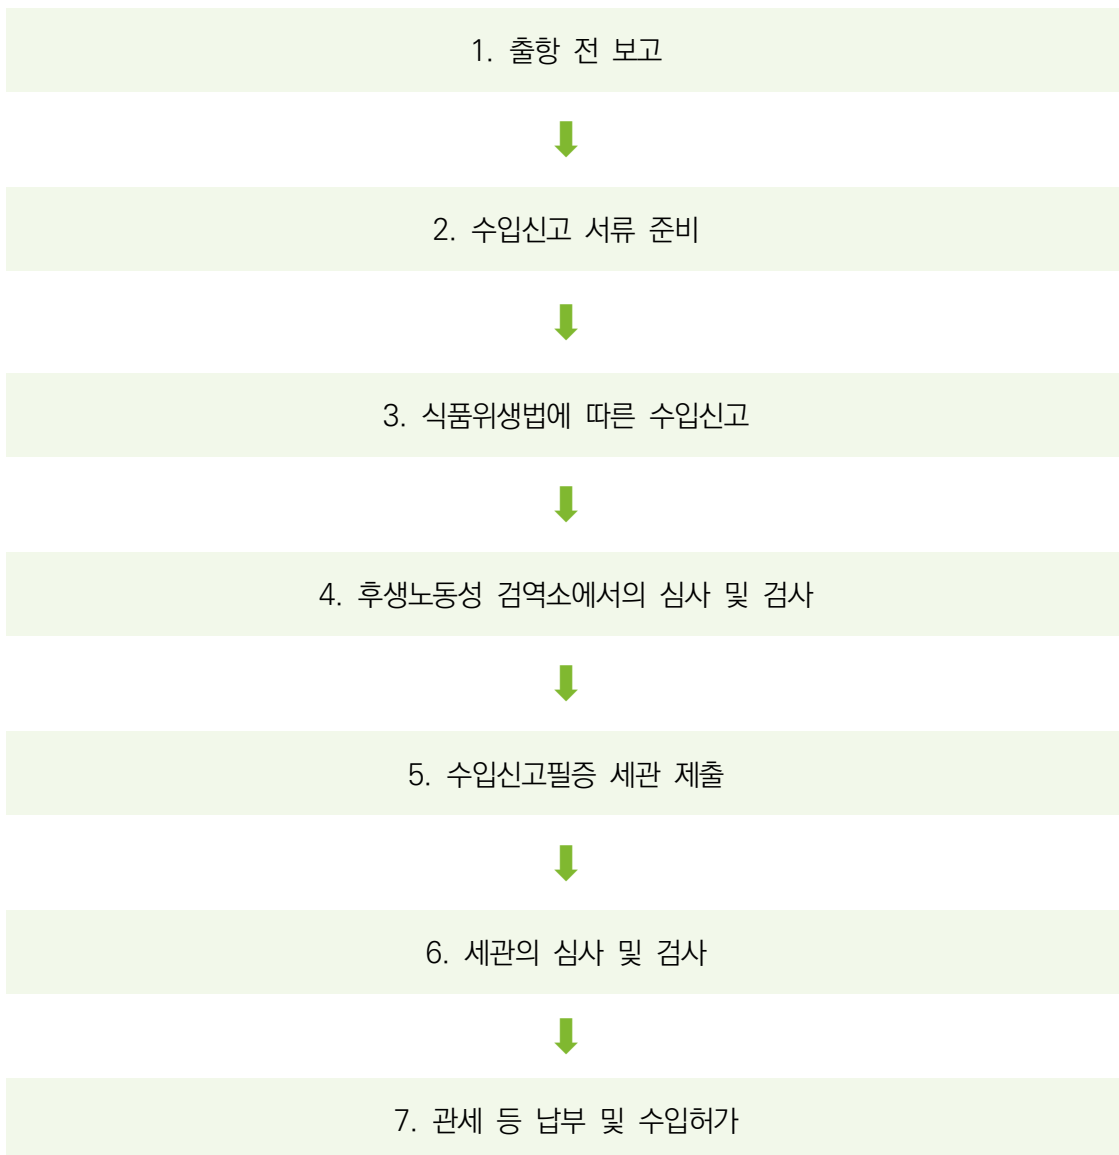 1. 출항 전 보고
2. 수입신고 서류 준비
3. 식품위생법에 따른 수입신고
4. 후생노동성 검역소에서의 심사 및 검사
5. 수입신고필증 세관 제출
6. 세관의 심사 및 검사
7. 관세 등 납부 및 수입허가